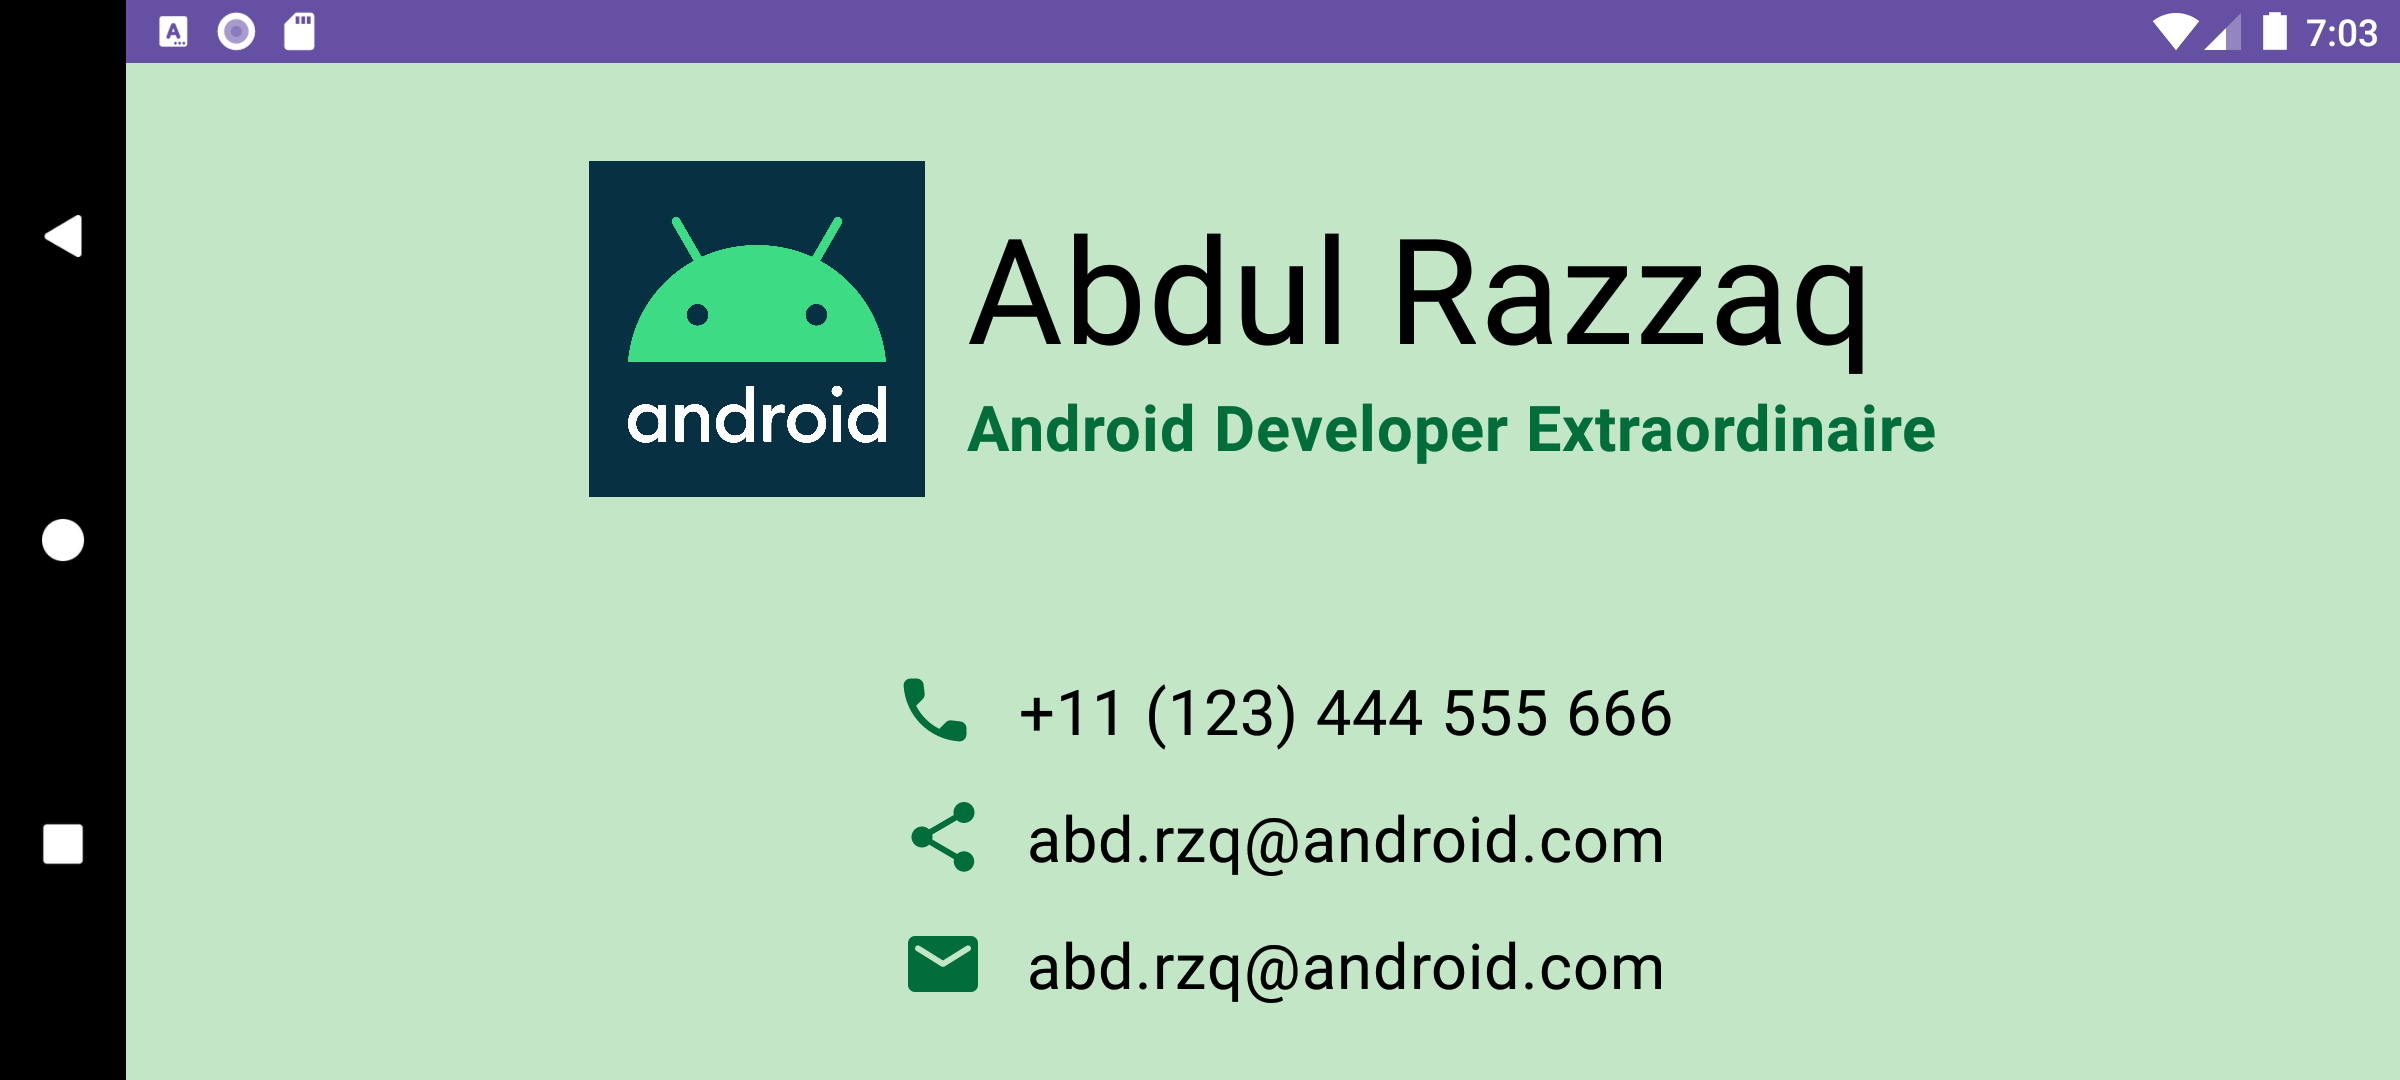 7:03
android
Abdul Razzaq
Android Developer Extraordinaire
+11 (123) 444 555 666
abd.rzq@android.com
abd.rzq@android.com